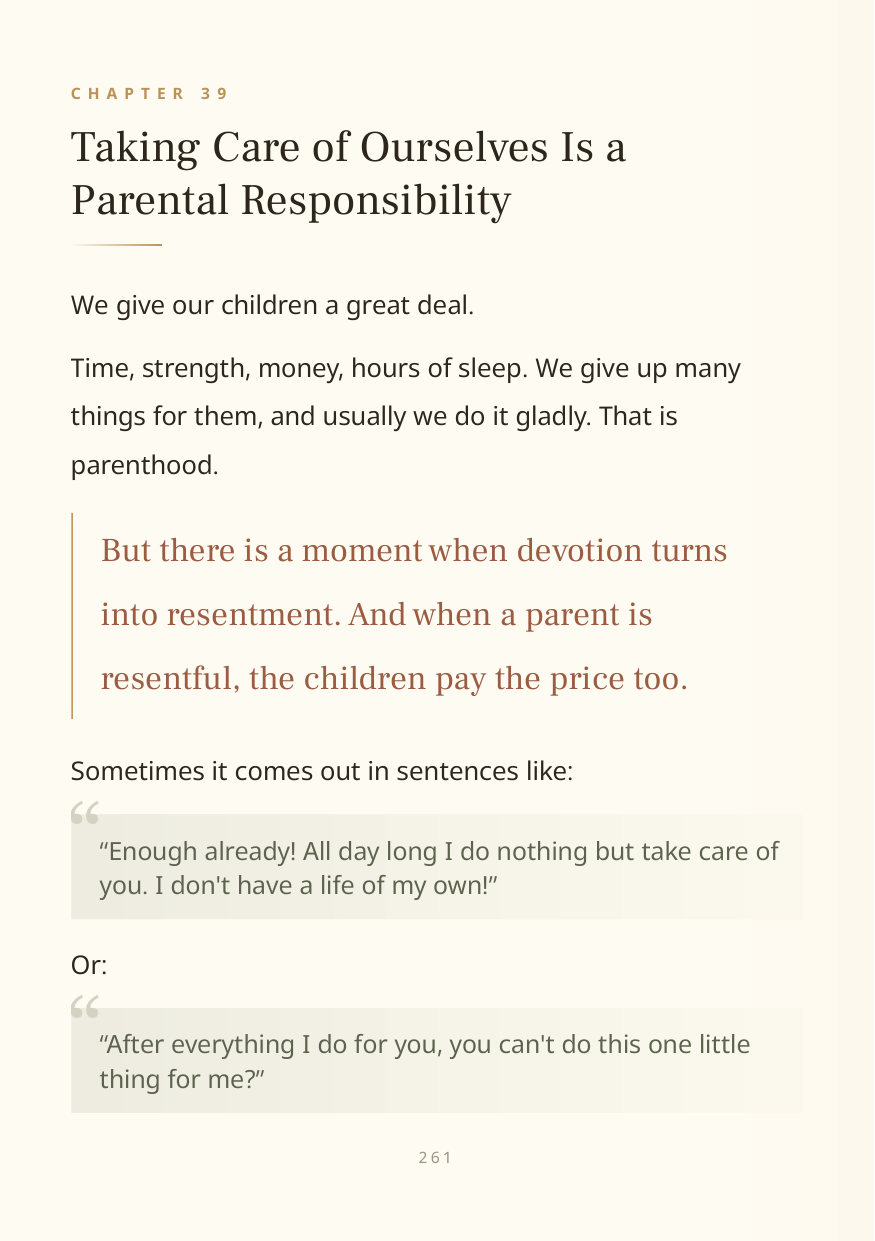 CHAPTER 39
Taking Care of Ourselves Is a
Parental Responsibility
We give our children a great deal.
Time, strength, money, hours of sleep. We give up many
things for them, and usually we do it gladly. That is
parenthood.
But there is a moment when devotion turns
into resentment. And when a parent is
resentful, the children pay the price too.
Sometimes it comes out in sentences like:
“
“Enough already! All day long I do nothing but take care of
you. I don't have a life of my own!”
Or:
“
“After everything I do for you, you can't do this one little
thing for me?”
261